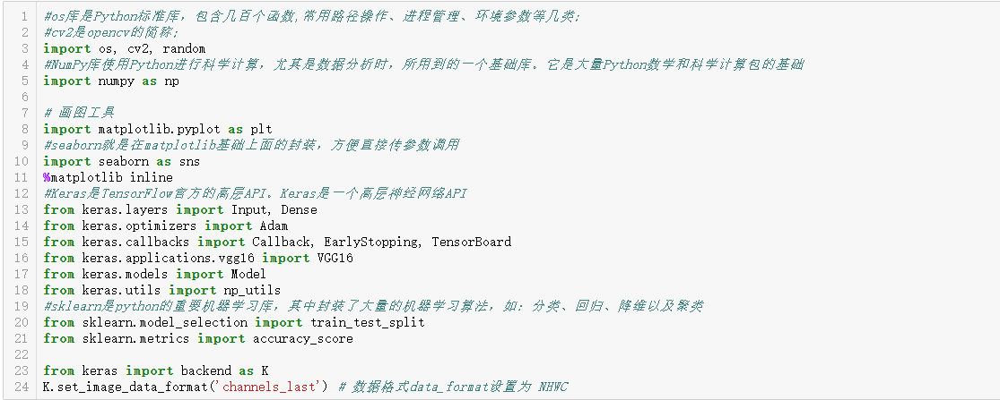 1 #os库是Python标准库，包含几百个函数,常用路径操作、进程管理、环境参数等几类;
2 #cv2是opencv的简称;
3 import os, cv2, random
4 #NumPy库使用Python进行科学计算，尤其是数据分析时，所用到的一个基础库。它是大量Python数学和科学计算包的基础
5 import numpy as np
6
7 # 画图工具
8 import matplotlib.pyplot as plt
9 #seaborn就是在matplotlib基础上面的封装，方便直接传参数调用
10 import seaborn as sns
11 %matplotlib inline
12 #Keras是TensorFlow官方的高层API。Keras是一个高层神经网络API
13 from keras.layers import Input, Dense
14 from keras.optimizers import Adam
15 from keras.callbacks import Callback, EarlyStopping, TensorBoard
16 from keras.applications.vgg16 import VGG16
17 from keras.models import Model
18 from keras.utils import np_utils
19 #sklearn是python的重要机器学习库，其中封装了大量的机器学习算法，如：分类、回归、降维以及聚类
20 from sklearn.model_selection import train_test_split
21 from sklearn.metrics import accuracy_score
22
23 from keras import backend as K
24 K.set_image_data_format('channels_last') # 数据格式data_format设置为 NHWC